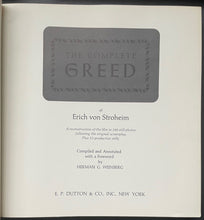 THE COMPLETE
GREED
of
Erich von Stroheim
A reconstruction of the film in 348 still photos
following the original screenplay
Plus 52 production stills
Compiled and Annotated
with a Foreword
by
HERMAN G. WEINBERG
E. P. DUTTON & CO., INC., NEW YORK